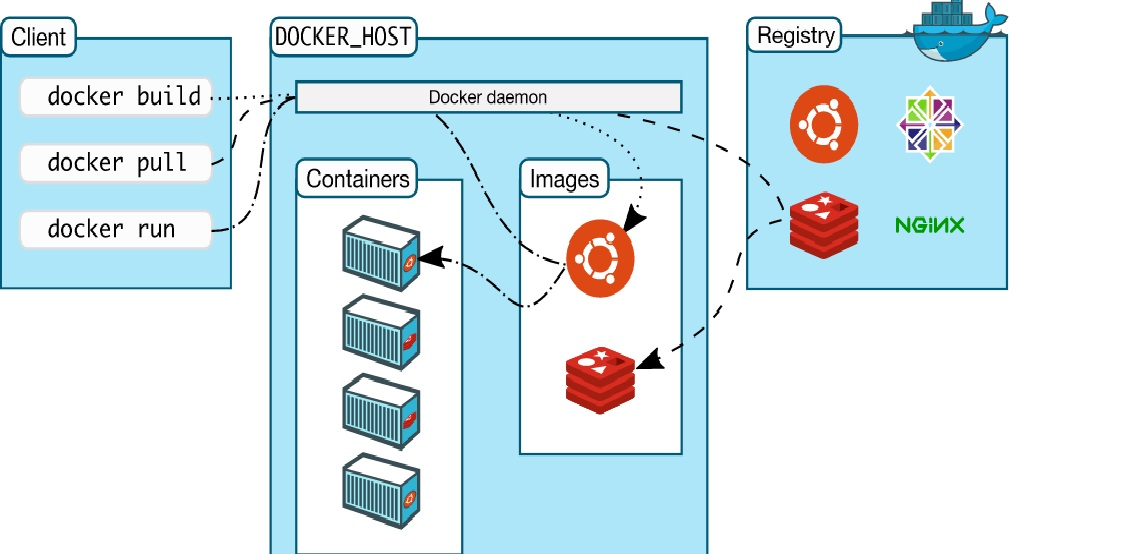 Client
docker build
docker pull
docker run
DOCKER_HOST
Docker daemon
Containers
Images
Registry
NGiNX